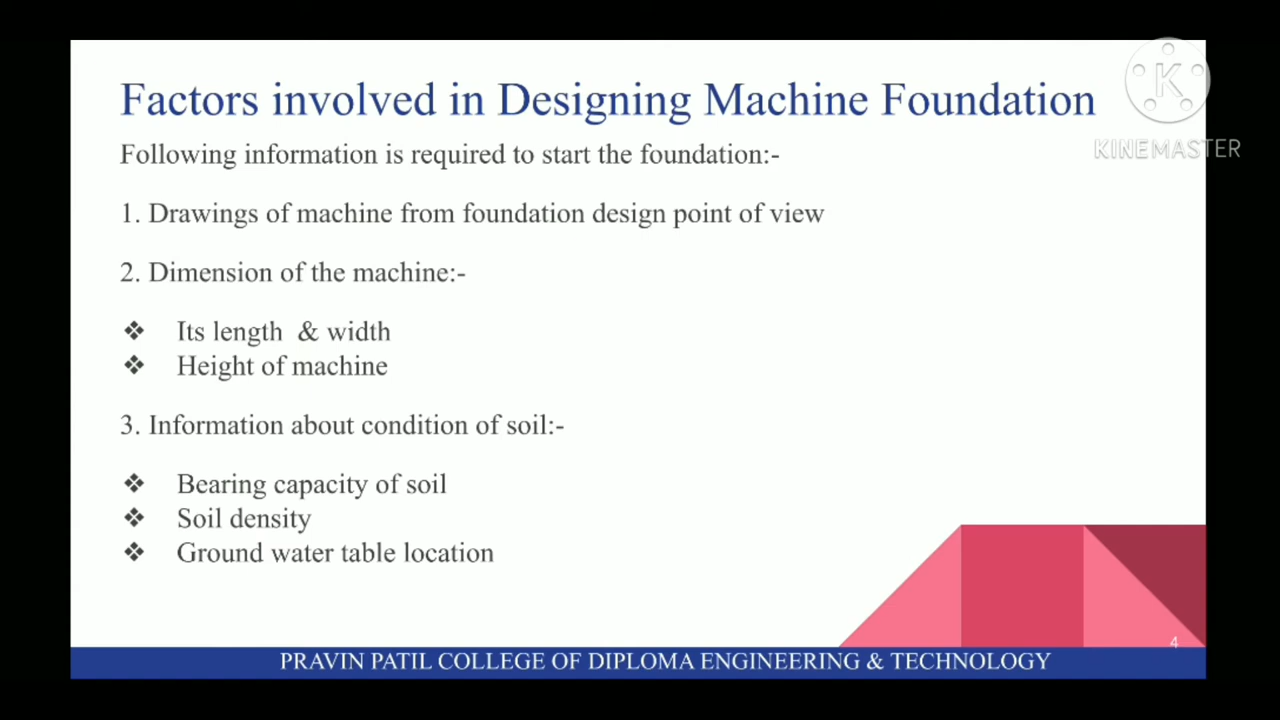 Factors involved in Designing Machine Foundation
K
KINEMASTER
Following information is required to start the foundation:-
1. Drawings of machine from foundation design point of view
2. Dimension of the machine:-
❖ Its length & width
❖ Height of machine
3. Information about condition of soil:-
❖ Bearing capacity of soil
❖ Soil density
❖ Ground water table location
4
PRAVIN PATIL COLLEGE OF DIPLOMA ENGINEERING & TECHNOLOGY